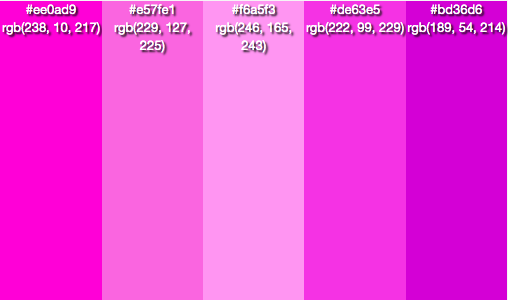 #ee0ad9
rgb(238, 10, 217)
#e57fe1
rgb(229, 127,
225)
#f6a5f3
rgb(246, 165,
243)
#de63e5
rgb(222, 99, 229)
#bd36d6
rgb(189, 54, 214)